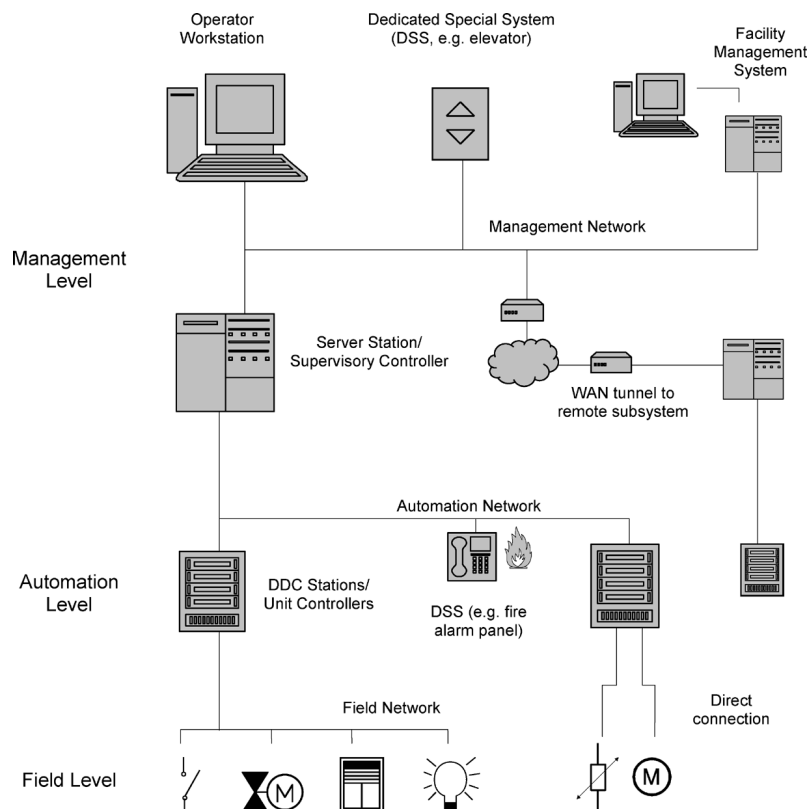 Operator
Workstation
Dedicated Special System
(DSS, e.g. elevator)
Facility
Management
System
Management Network
Management
Level
Server Station/
Supervisory Controller
WAN tunnel to
remote subsystem
Automation Network
Automation
Level
DDC Stations/
Unit Controllers
DSS (e.g. fire
alarm panel)
Field Network
Direct
connection
Field Level
M
M